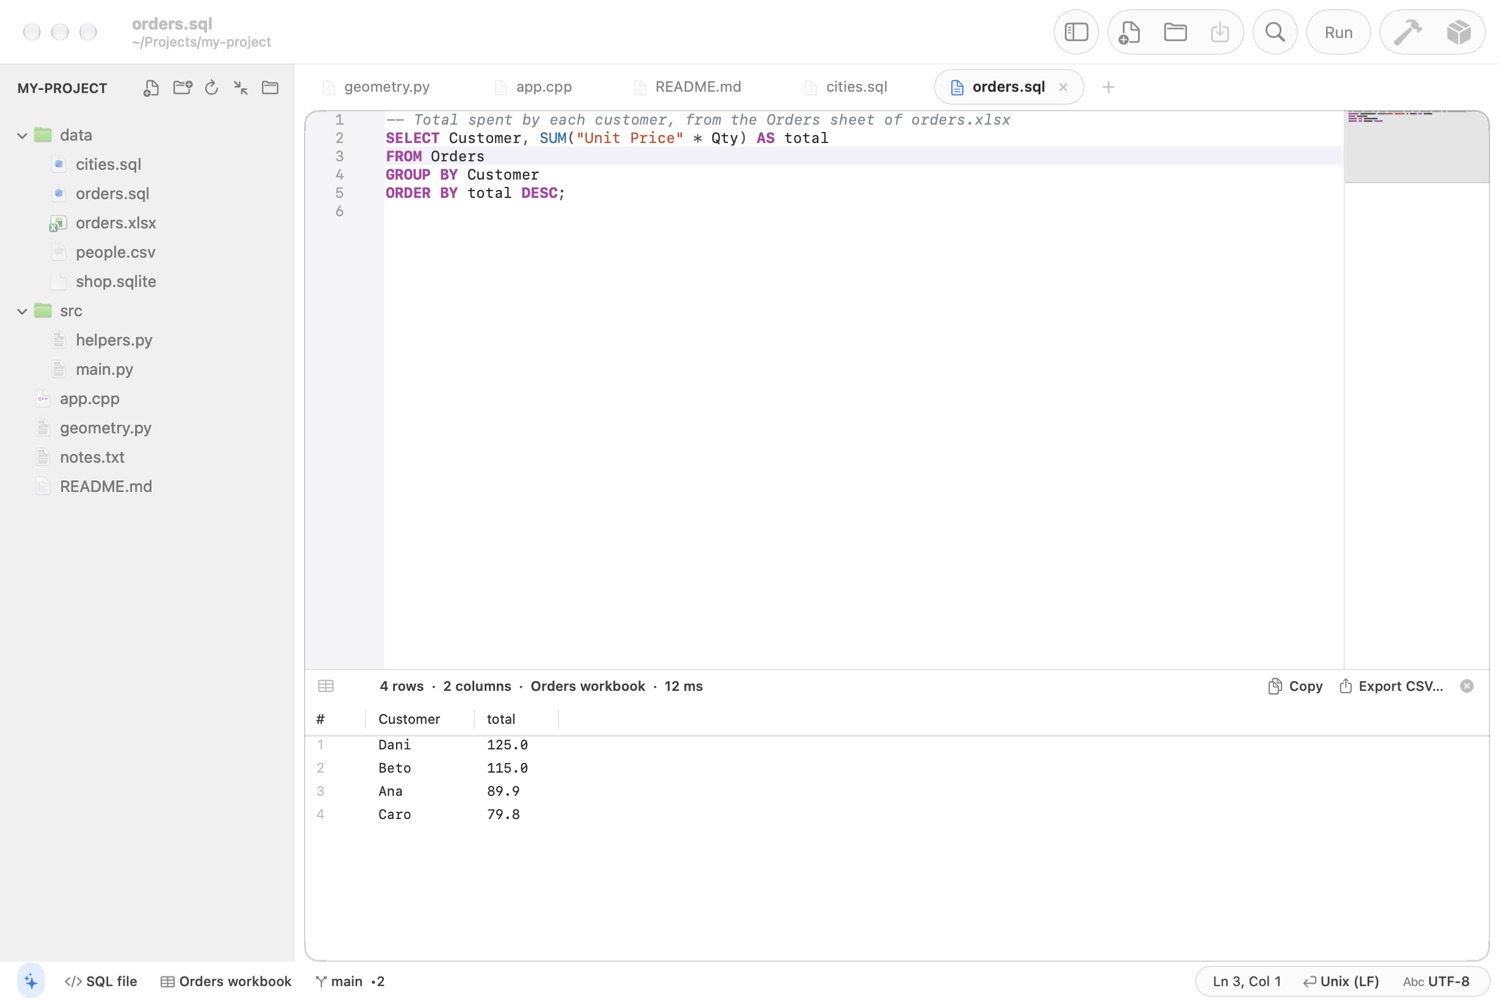 orders.sql
~/Projects/my-project
Run
MY-PROJECT
data
cities.sql
orders.sql
orders.xlsx
people.csv
shop.sqlite
src
helpers.py
main.py
app.cpp
geometry.py
notes.txt
README.md
geometry.py app.cpp README.md cities.sql orders.sql
1 -- Total spent by each customer, from the Orders sheet of orders.xlsx
2 SELECT Customer, SUM("Unit Price" * Qty) AS total
3 FROM Orders
4 GROUP BY Customer
5 ORDER BY total DESC;
6
4 rows · 2 columns · Orders workbook · 12 ms Copy Export CSV...
# Customer total
1 Dani 125.0
2 Beto 115.0
3 Ana 89.9
4 Caro 79.8
</> SQL file Orders workbook main •2 Ln 3, Col 1 Unix (LF) Abc UTF-8